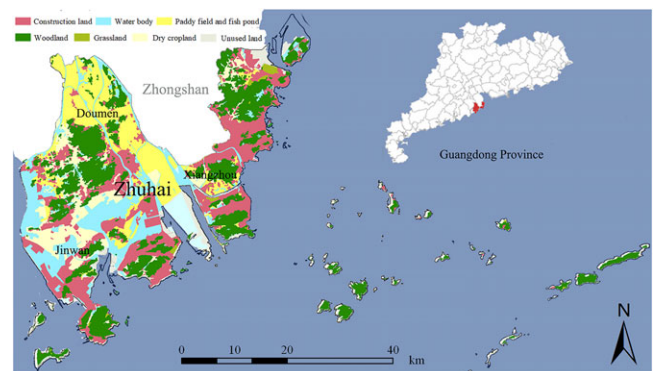 Construction land Water body Paddy field and fish pond
Woodland Grassland Dry cropland Unused land
Zhongshan
Doumen
Guangdong Province
Xiangzhou
Zhuhai
Jinwan
N
0 10 20 40
km